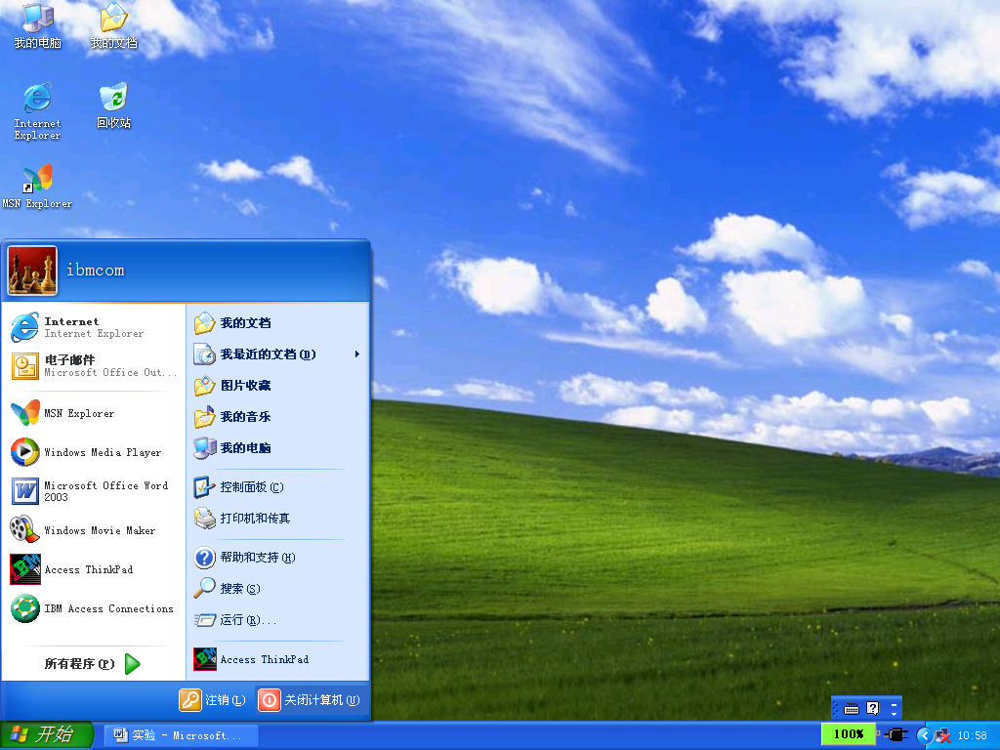 我的电脑
我的文档
Internet
Explorer
回收站
MSN Explorer
ibmcom
Internet
Internet Explorer
电子邮件
Microsoft Office Out...
MSN Explorer
Windows Media Player
Microsoft Office Word
2003
Windows Movie Maker
Access ThinkPad
IBM Access Connections
所有程序(P)
我的文档
我最近的文档(D)
图片收藏
我的音乐
我的电脑
控制面板(C)
打印机和传真
帮助和支持(H)
搜索(S)
运行(R)...
Access ThinkPad
注销(L)
关闭计算机(U)
开始
实验 - Microsoft...
100%
10:58